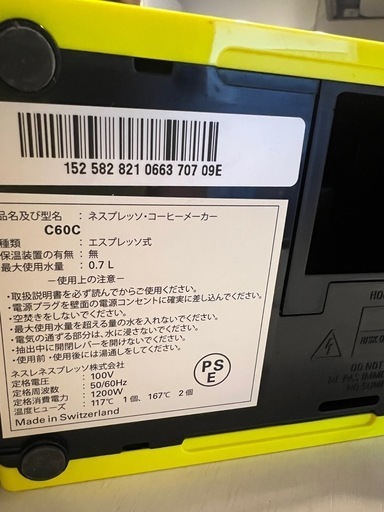 152 582 821 0663 707 09E
品名及び型名 : ネスプレッソ・コーヒーメーカー
C60C
種類 : エスプレッソ式
保温装置の有無 : 無
最大使用水量 : 0.7 L
－使用上の注意－
・取扱説明書を必ず読んでからご使用ください。
・電源プラグを壁面の電源コンセントに確実に差し込んでください。
・空焚きをしないでください。
・最大使用水量を超える量の水を入れないでください。
・電気の通ずる部分は、水に浸さないでください。
・抽出中に開閉レバーを開けないでください。
・使用前・使用後には湯通しをしてください。
ネスレネスプレッソ株式会社
定格電圧 : 100V
定格周波数 : 50/60Hz
定格消費電力 : 1200W
温度ヒューズ : 117℃ 1個、167℃ 2個
Made in Switzerland
PS
E
DO NOT